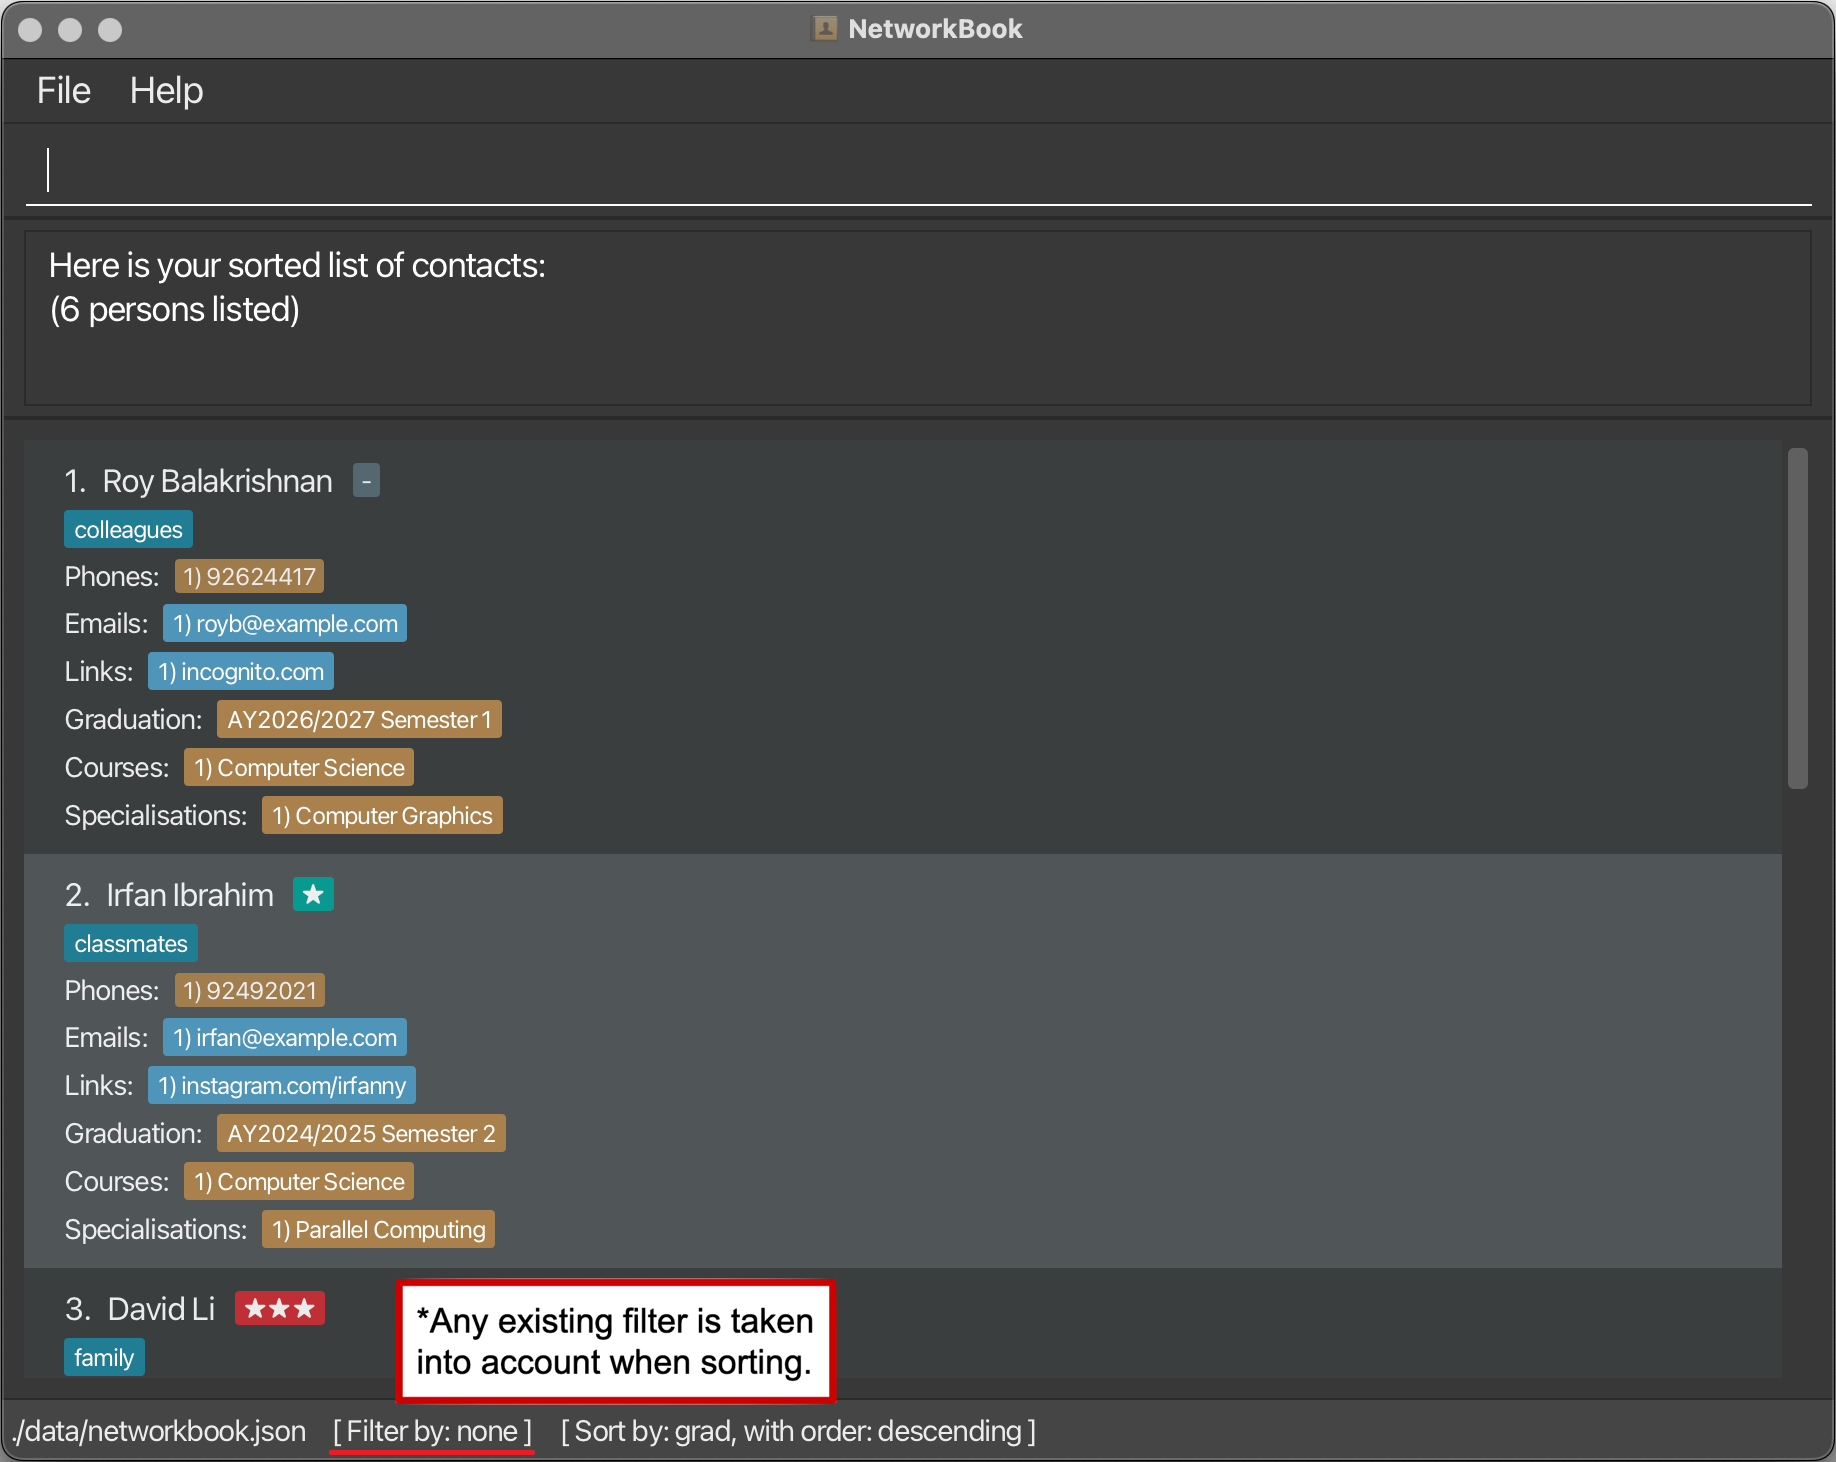 NetworkBook
File Help
Here is your sorted list of contacts:
(6 persons listed)
1. Roy Balakrishnan -
colleagues
Phones: 1) 92624417
Emails: 1) royb@example.com
Links: 1) incognito.com
Graduation: AY2026/2027 Semester 1
Courses: 1) Computer Science
Specialisations: 1) Computer Graphics
2. Irfan Ibrahim ★
classmates
Phones: 1) 92492021
Emails: 1) irfan@example.com
Links: 1) instagram.com/irfanny
Graduation: AY2024/2025 Semester 2
Courses: 1) Computer Science
Specialisations: 1) Parallel Computing
3. David Li ★★★
family
*Any existing filter is taken
into account when sorting.
./data/networkbook.json [ Filter by: none ] [ Sort by: grad, with order: descending ]